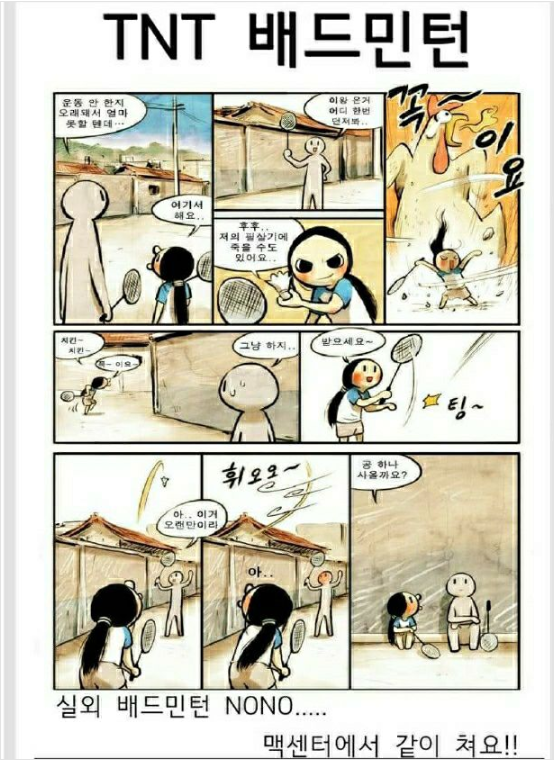 TNT 배드민턴
운동 안 한지
오래돼서 얼마
못할 텐데…
여기서
해요..
이왕 온거
어디 한번
던져봐..
후후..
저의 필살기에
죽을 수도
있어요..
꼭~
이
요
치킨~
치킨~
꼭~ 이요~
그냥 하지..
받으세요~
팅~
아.. 이거
오랜만이라
휘오오~
아..
공 하나
사올까요?
실외 배드민턴 NONO.....
맥센터에서 같이 쳐요!!